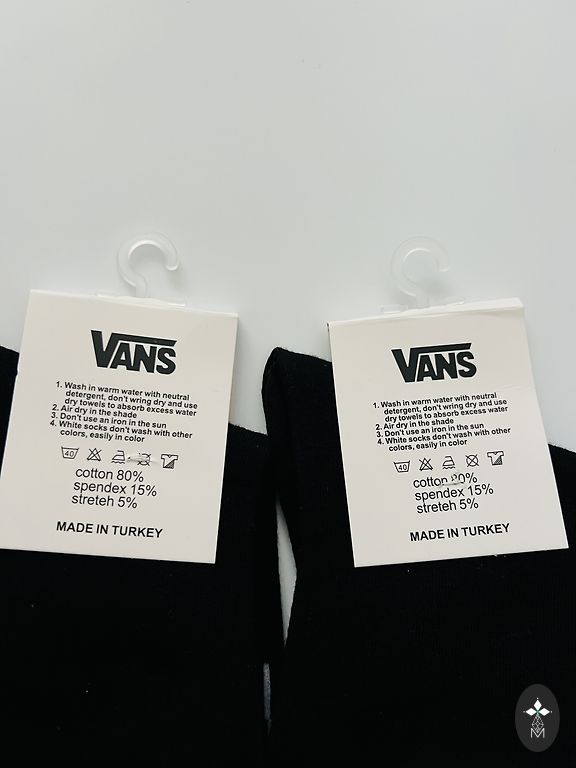 VANS
1. Wash in warm water with neutral
detergent, don't wring dry and use
dry towels to absorb excess water
2. Air dry in the shade
3. Don't use an iron in the sun
4. White socks don't wash with other
colors, easily in color
40
cotton 80%
spendex 15%
streteh 5%
MADE IN TURKEY
VANS
1. Wash in warm water with neutral
detergent, don't wring dry and use
dry towels to absorb excess water
2. Air dry in the shade
3. Don't use an iron in the sun
4. White socks don't wash with other
colors, easily in color
40
cotton 80%
spendex 15%
streteh 5%
MADE IN TURKEY
M